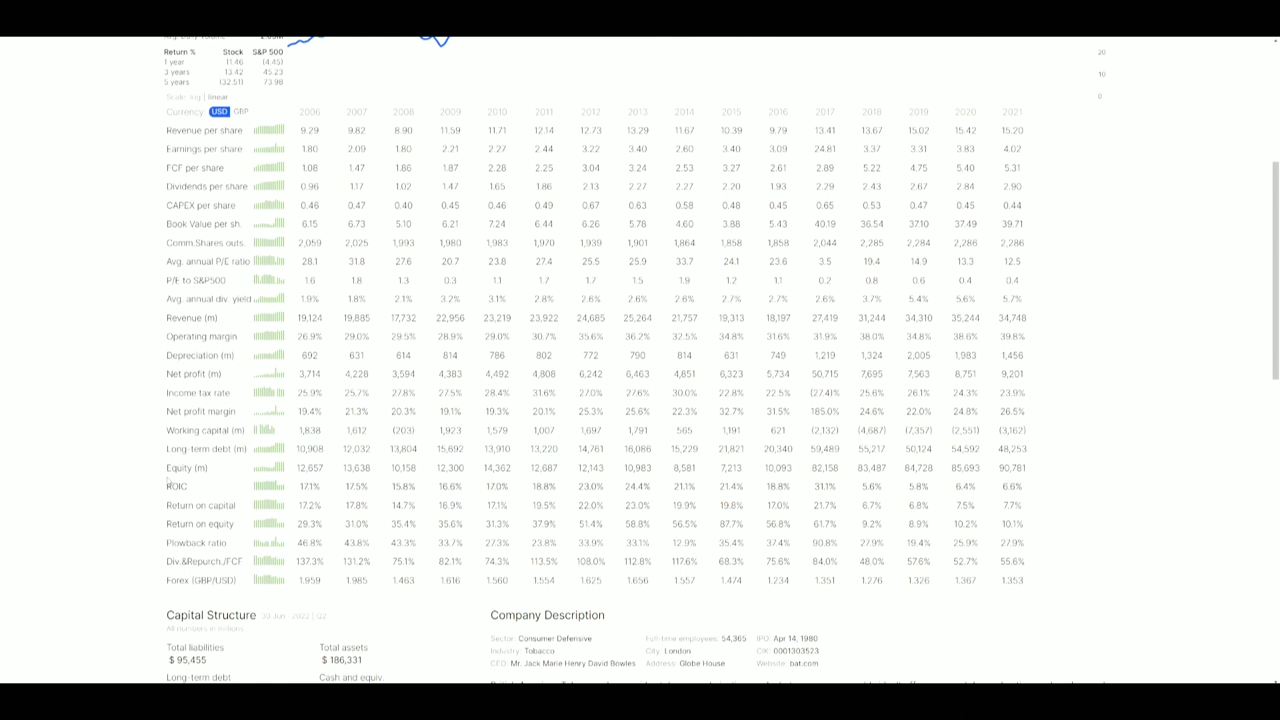 Return % Stock S&P 500
1 year 11.46 (4.45)
3 years 13.42 45.23
5 years (32.51) 73.98
20
10
0
Scale: log | linear
Currency: USD GBP 2006 2007 2008 2009 2010 2011 2012 2013 2014 2015 2016 2017 2018 2019 2020 2021
Revenue per share 9.29 9.82 8.90 11.59 11.71 12.14 12.73 13.29 11.67 10.39 9.79 13.41 13.67 15.02 15.42 15.20
Earnings per share 1.80 2.09 1.80 2.21 2.27 2.44 3.22 3.40 2.60 3.40 3.09 24.81 3.37 3.31 3.83 4.02
FCF per share 1.08 1.47 1.86 1.87 2.28 2.25 3.04 3.24 2.53 3.27 2.61 2.89 5.22 4.75 5.40 5.31
Dividends per share 0.96 1.17 1.02 1.47 1.65 1.86 2.13 2.27 2.27 2.20 1.93 2.29 2.43 2.67 2.84 2.90
CAPEX per share 0.46 0.47 0.40 0.45 0.46 0.49 0.67 0.63 0.58 0.48 0.45 0.65 0.53 0.47 0.45 0.44
Book Value per sh. 6.15 6.73 5.10 6.21 7.24 6.44 6.26 5.78 4.60 3.88 5.43 40.19 36.54 37.10 37.49 39.71
Comm.Shares outs. 2,059 2,025 1,993 1,980 1,983 1,970 1,939 1,901 1,864 1,858 1,858 2,044 2,285 2,284 2,286 2,286
Avg. annual P/E ratio 28.1 31.8 27.6 20.7 23.8 27.4 25.5 25.9 33.7 24.1 23.6 3.5 19.4 14.9 13.3 12.5
P/E to S&P500 1.6 1.8 1.3 0.3 1.1 1.7 1.7 1.5 1.9 1.2 1.1 0.2 0.8 0.6 0.4 0.4
Avg. annual div. yield 1.9% 1.8% 2.1% 3.2% 3.1% 2.8% 2.6% 2.6% 2.6% 2.7% 2.7% 2.6% 3.7% 5.4% 5.6% 5.7%
Revenue (m) 19,124 19,885 17,732 22,956 23,219 23,922 24,685 25,264 21,757 19,313 18,197 27,419 31,244 34,310 35,244 34,748
Operating margin 26.9% 29.0% 29.5% 28.9% 29.0% 30.7% 35.6% 36.2% 32.5% 34.8% 31.6% 31.9% 38.0% 34.8% 38.6% 39.8%
Depreciation (m) 692 631 614 814 786 802 772 790 814 631 749 1,219 1,324 2,005 1,983 1,456
Net profit (m) 3,714 4,228 3,594 4,383 4,492 4,808 6,242 6,463 4,851 6,323 5,734 50,715 7,695 7,563 8,751 9,201
Income tax rate 25.9% 25.7% 27.8% 27.5% 28.4% 31.6% 27.0% 27.6% 30.0% 22.8% 22.5% (27.4)% 25.6% 26.1% 24.3% 23.9%
Net profit margin 19.4% 21.3% 20.3% 19.1% 19.3% 20.1% 25.3% 25.6% 22.3% 32.7% 31.5% 185.0% 24.6% 22.0% 24.8% 26.5%
Working capital (m) 1,838 1,612 (203) 1,923 1,579 1,007 1,697 1,791 565 1,191 621 (2,132) (4,687) (7,357) (2,551) (3,162)
Long-term debt (m) 10,908 12,032 13,804 15,692 13,910 13,220 14,761 16,086 15,229 21,821 20,340 59,489 55,217 50,124 54,592 48,253
Equity (m) 12,657 13,638 10,158 12,300 14,362 12,687 12,143 10,983 8,581 7,213 10,093 82,158 83,487 84,728 85,693 90,781
ROIC 17.1% 17.5% 15.8% 16.6% 17.0% 18.8% 23.0% 24.4% 21.1% 21.4% 18.8% 31.1% 5.6% 5.8% 6.4% 6.6%
Return on capital 17.2% 17.8% 14.7% 16.9% 17.1% 19.5% 22.0% 23.0% 19.9% 19.8% 17.0% 21.7% 6.7% 6.8% 7.5% 7.7%
Return on equity 29.3% 31.0% 35.4% 35.6% 31.3% 37.9% 51.4% 58.8% 56.5% 87.7% 56.8% 61.7% 9.2% 8.9% 10.2% 10.1%
Plowback ratio 46.8% 43.8% 43.3% 33.7% 27.3% 23.8% 33.9% 33.1% 12.9% 35.4% 37.4% 90.8% 27.9% 19.4% 25.9% 27.9%
Div.&Repurch./FCF 137.3% 131.2% 75.1% 82.1% 74.3% 113.5% 108.0% 112.8% 117.6% 68.3% 75.6% 84.0% 48.0% 57.6% 52.7% 55.6%
Forex (GBP/USD) 1.959 1.985 1.463 1.616 1.560 1.554 1.625 1.656 1.557 1.474 1.234 1.351 1.276 1.326 1.367 1.353
Capital Structure 30 Jun · 2022 | Q2
All numbers in millions
Total liabilities Total assets
$ 95,455 $ 186,331
Long-term debt Cash and equiv.
Company Description
Sector: Consumer Defensive Full-time employees: 54,365 IPO: Apr 14, 1980
Industry: Tobacco City: London CIK: 0001303523
CEO: Mr. Jack Marie Henry David Bowles Address: Globe House Website: bat.com